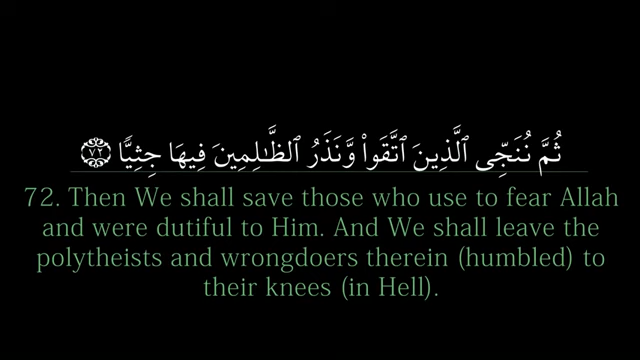 ثُمَّ نُنَجِّى ٱلَّذِينَ ٱتَّقَوا۟ وَّنَذَرُ ٱلظَّـٰلِمِينَ فِيهَا جِثِيًّا ۝٧٢
72. Then We shall save those who use to fear Allah
and were dutiful to Him. And We shall leave the
polytheists and wrongdoers therein (humbled) to
their knees (in Hell).